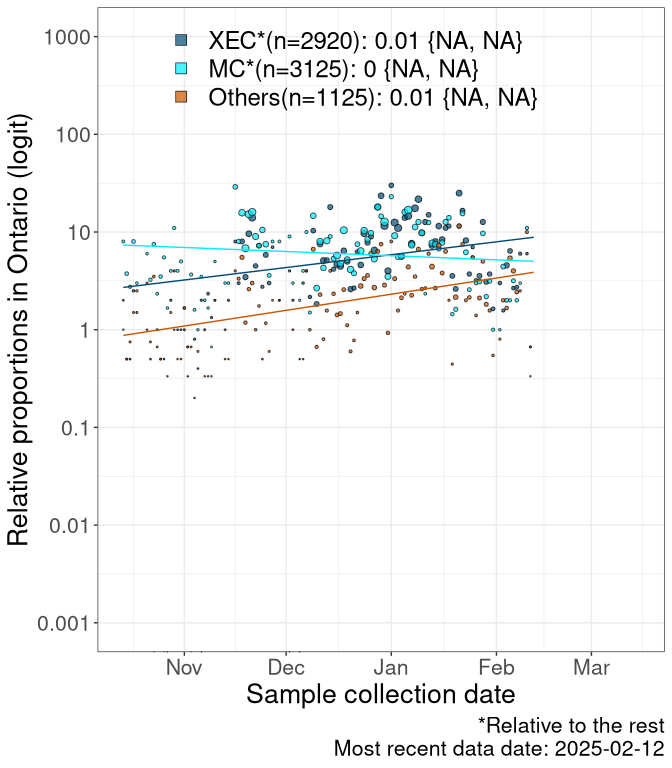 XEC*(n=2920): 0.01 {NA, NA}
MC*(n=3125): 0 {NA, NA}
Others(n=1125): 0.01 {NA, NA}
Relative proportions in Ontario (logit)
1000
100
10
1
0.1
0.01
0.001
Nov Dec Jan Feb Mar
Sample collection date
*Relative to the rest
Most recent data date: 2025-02-12